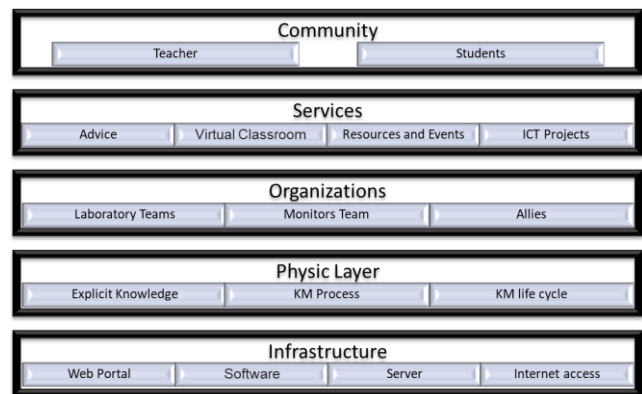 Community
Teacher Students
Services
Advice Virtual Classroom Resources and Events ICT Projects
Organizations
Laboratory Teams Monitors Team Allies
Physic Layer
Explicit Knowledge KM Process KM life cycle
Infrastructure
Web Portal Software Server Internet access